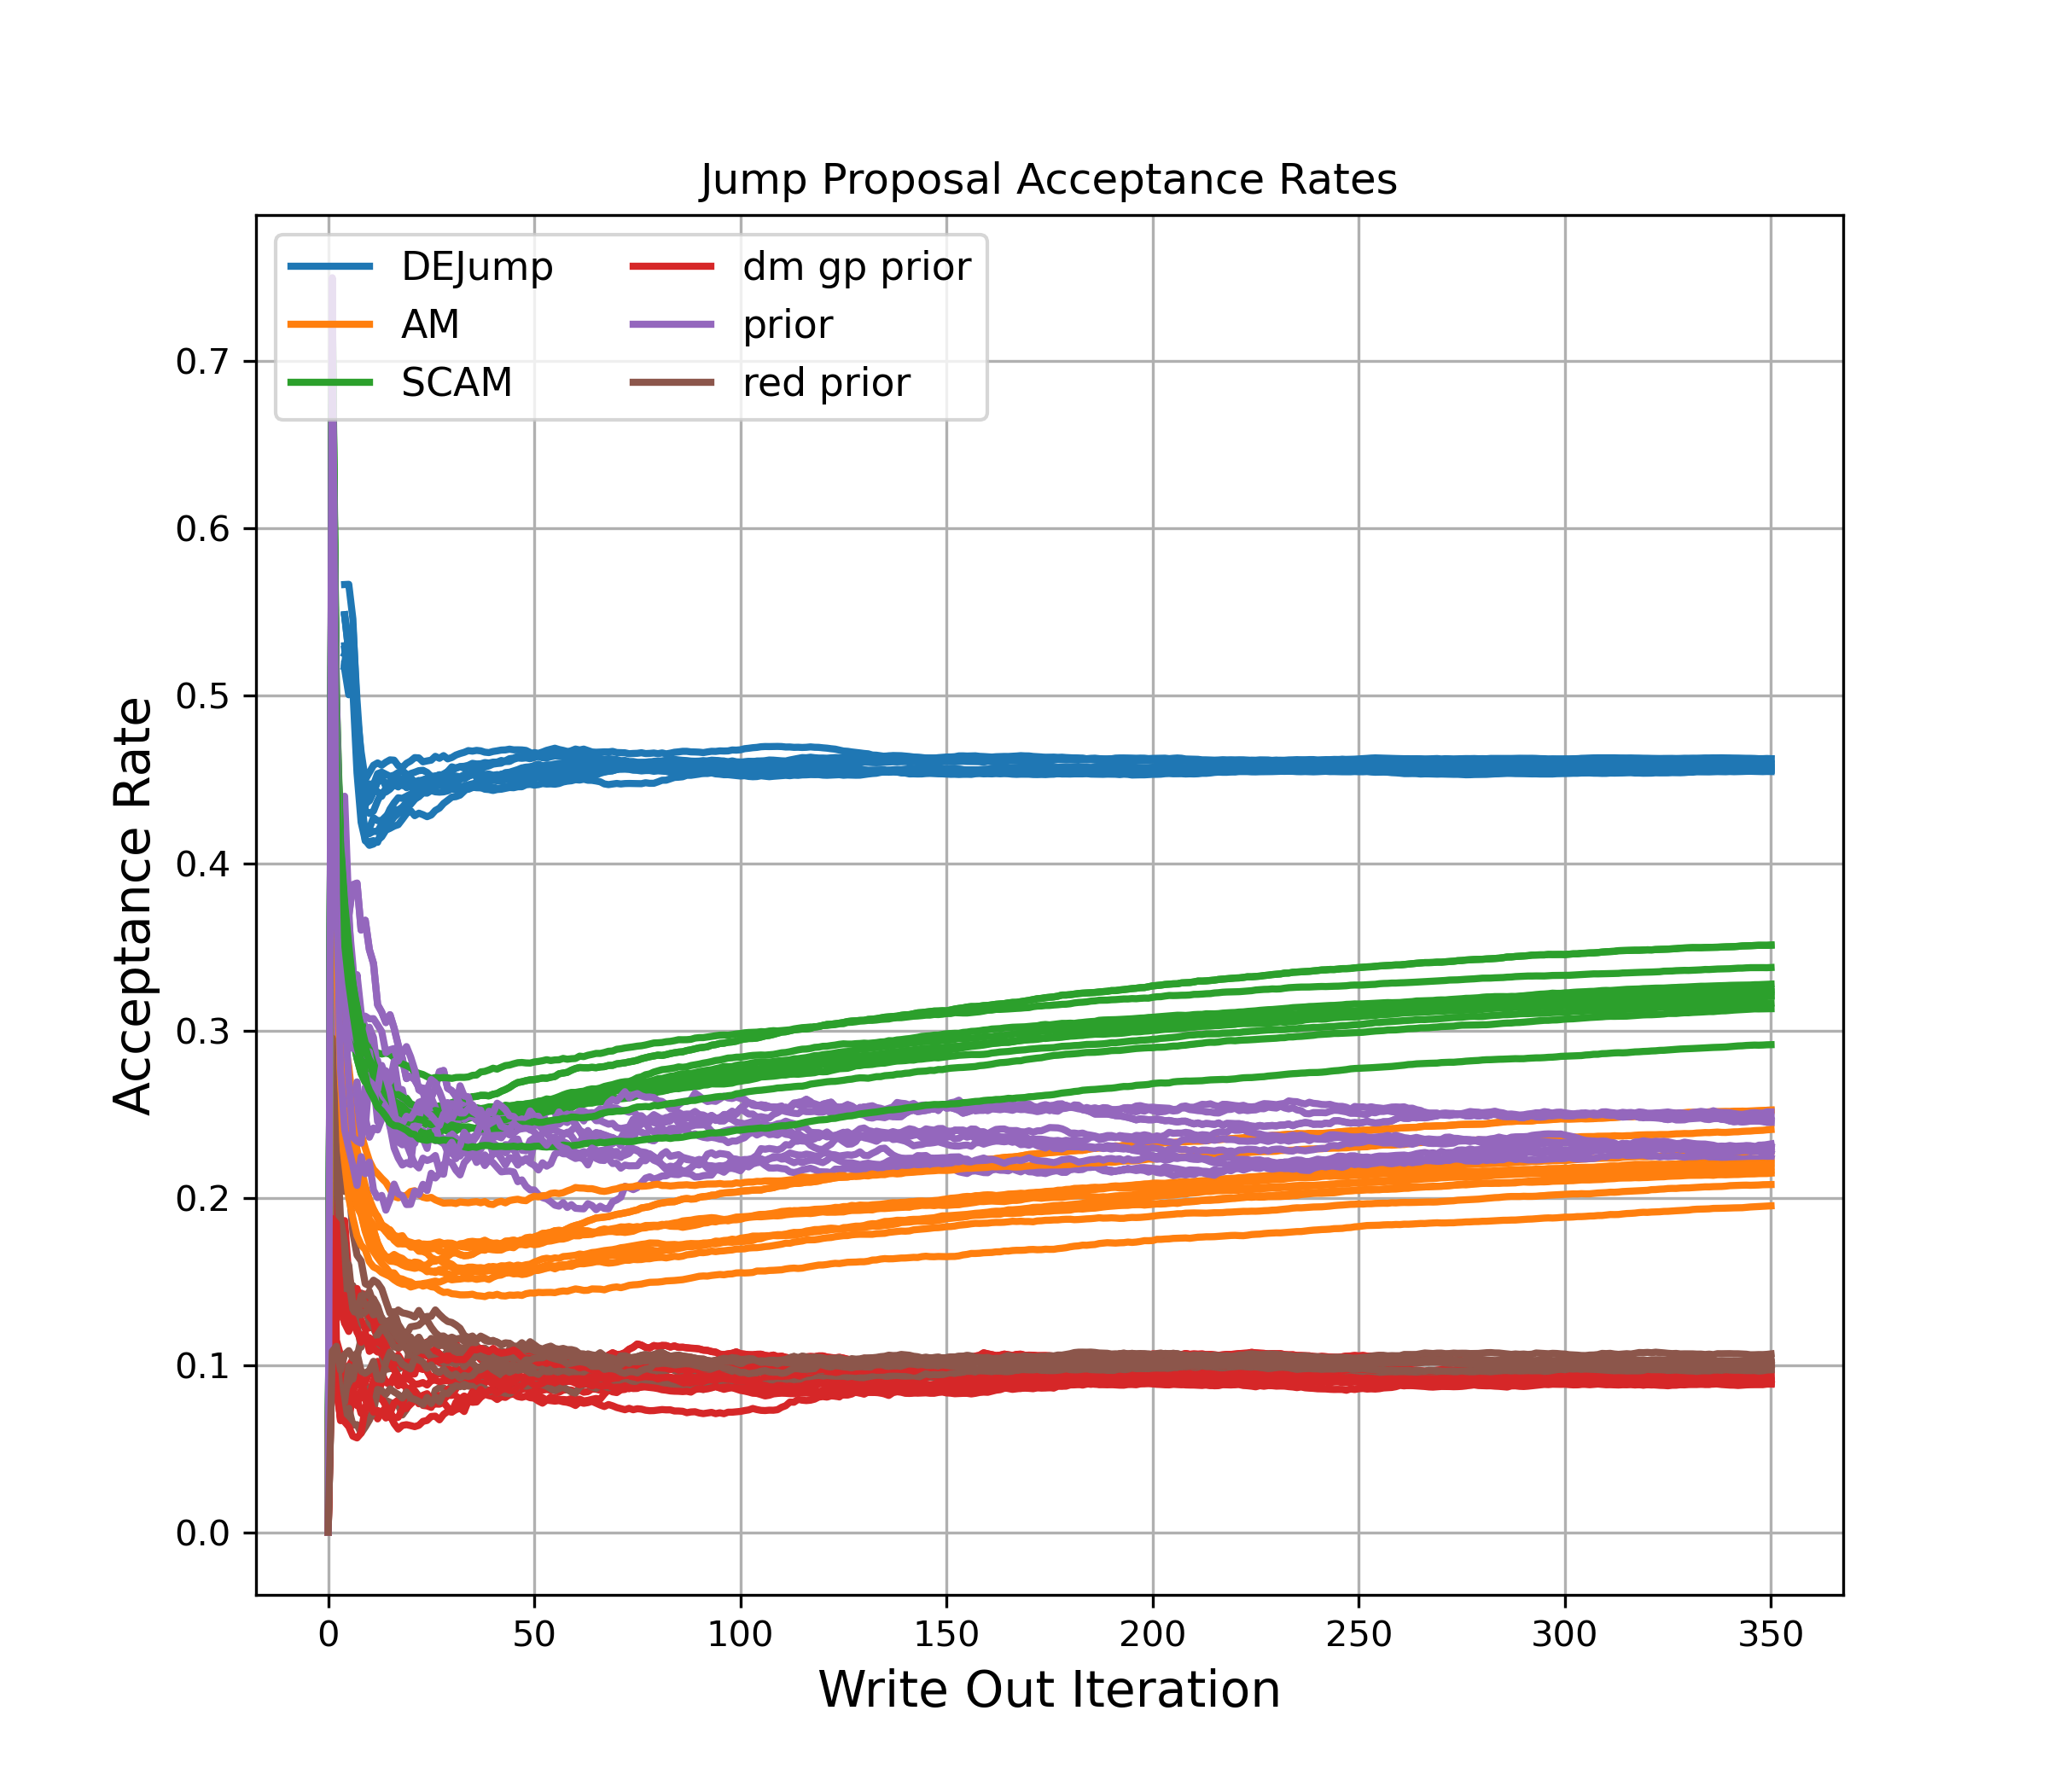 Jump Proposal Acceptance Rates
DEJump
AM
SCAM
dm gp prior
prior
red prior
Acceptance Rate
0.7
0.6
0.5
0.4
0.3
0.2
0.1
0.0
0 50 100 150 200 250 300 350
Write Out Iteration